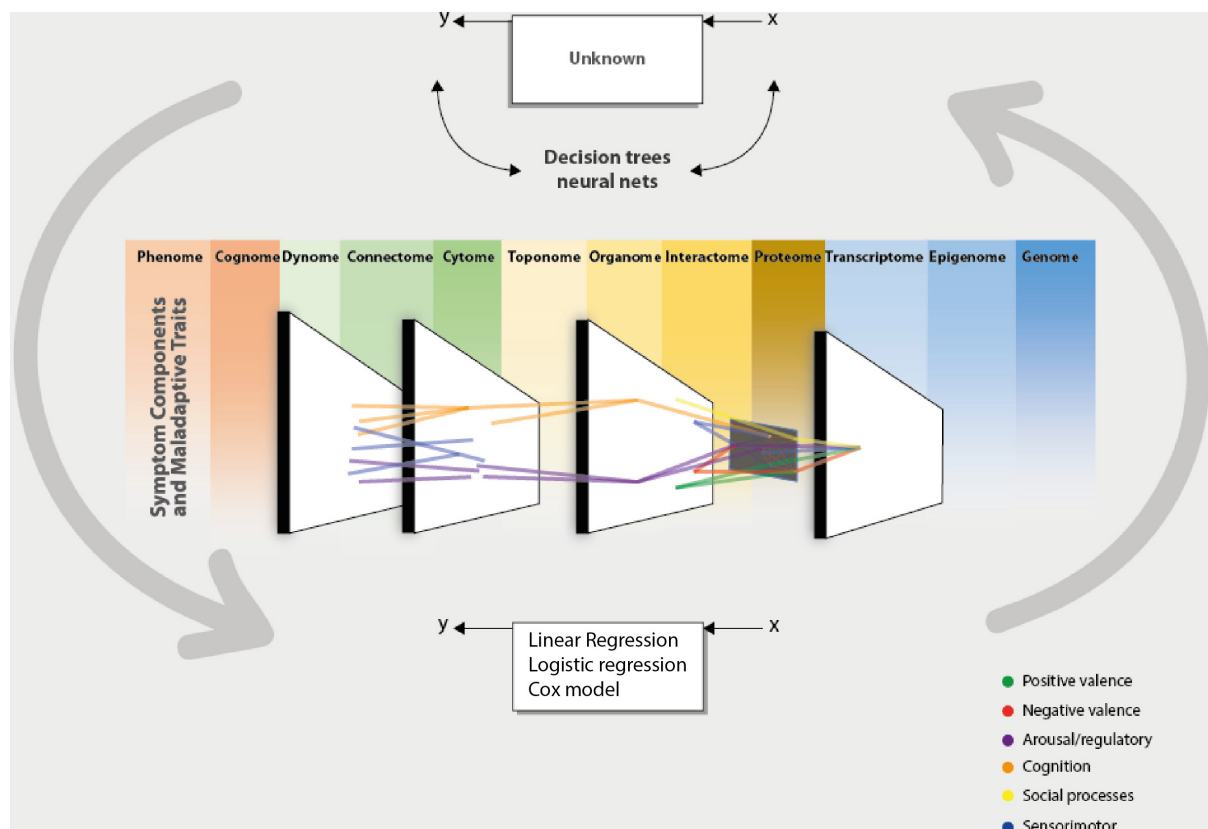 y
x
Unknown
Decision trees
neural nets
Phenome Cognome Dynome Connectome Cytome Toponome Organome Interactome Proteome Transcriptome Epigenome Genome
Symptom Components
and Maladaptive Traits
y
x
Linear Regression
Logistic regression
Cox model
Positive valence
Negative valence
Arousal/regulatory
Cognition
Social processes
Sensorimotor